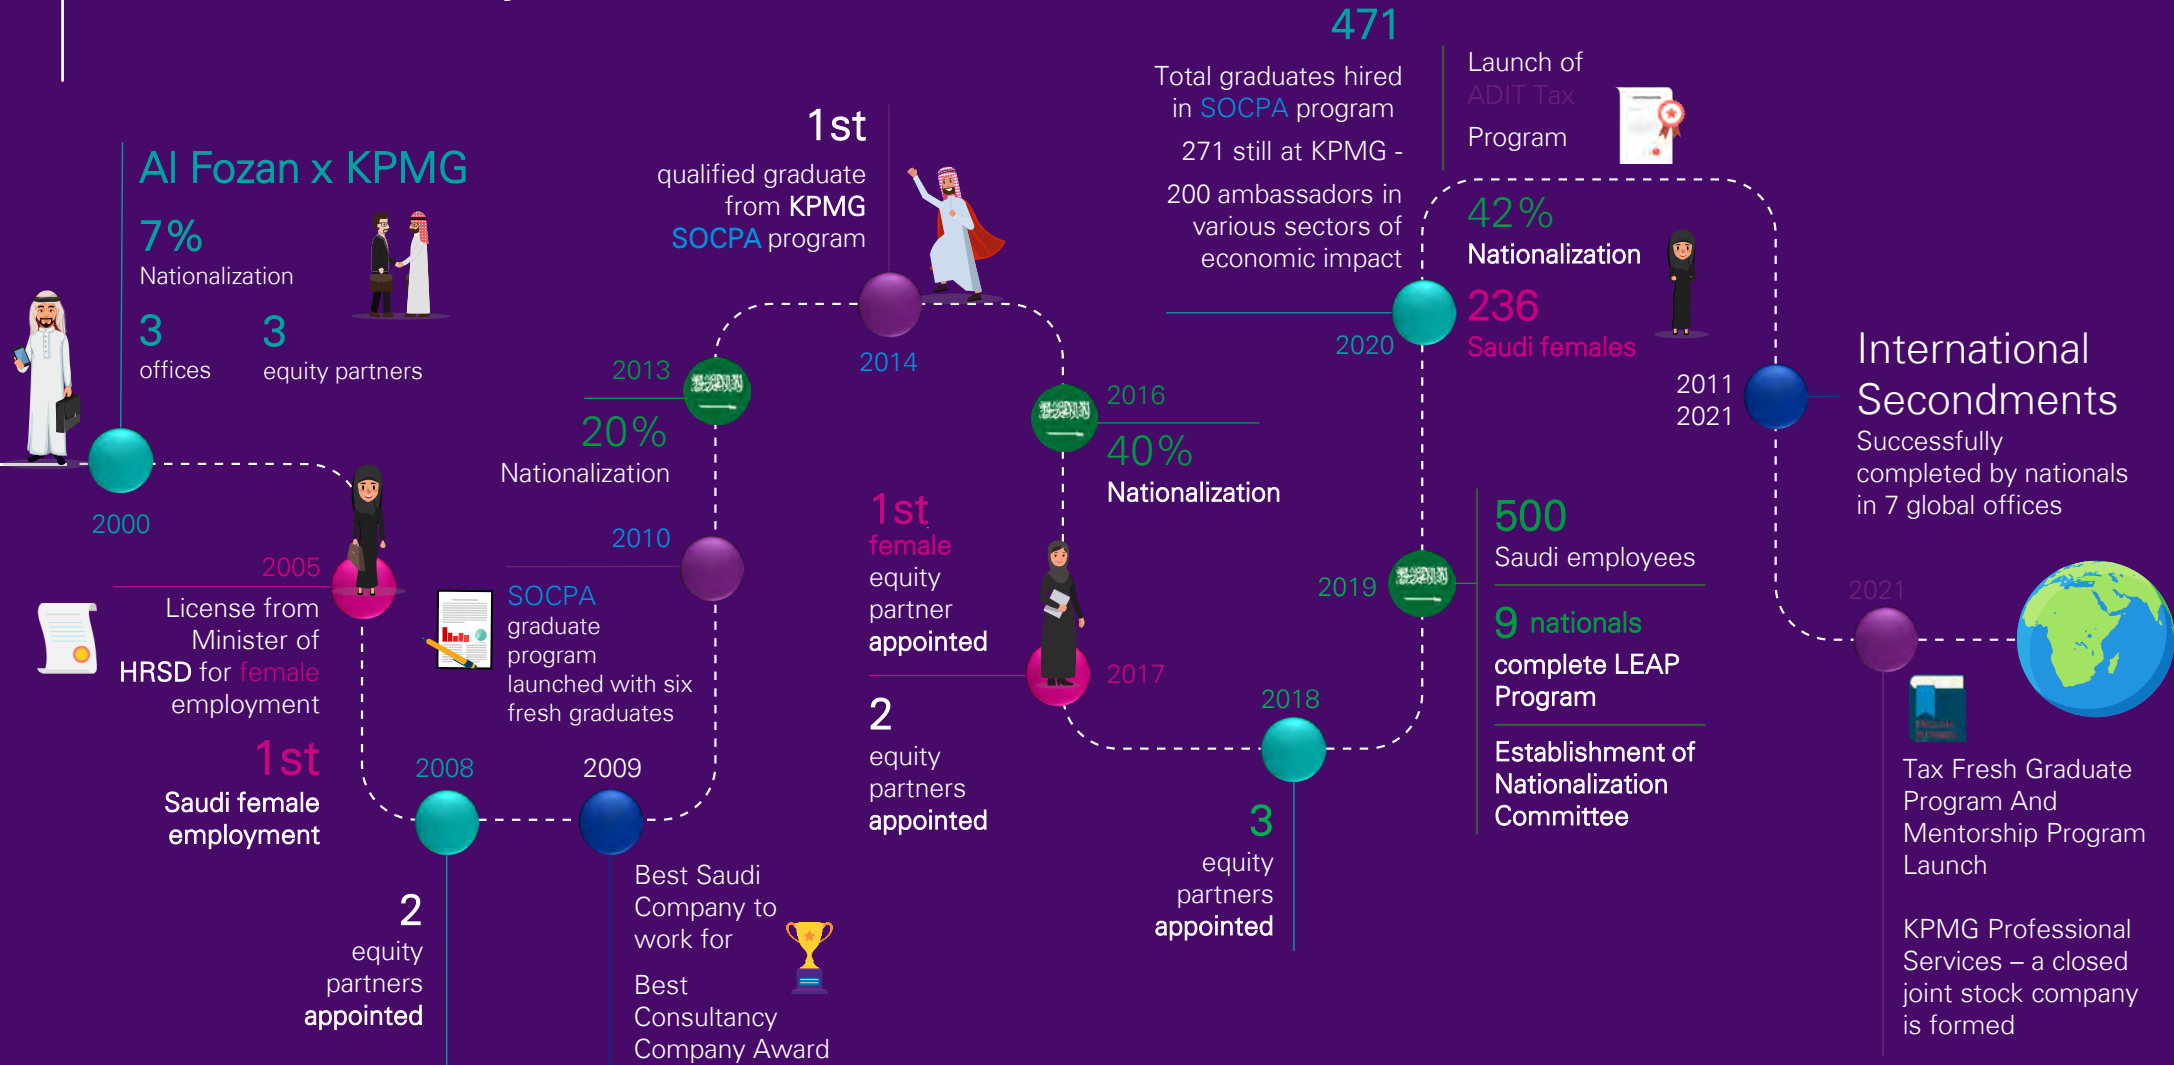 Al Fozan x KPMG
7%
Nationalization
3
offices
3
equity partners
2000
2005
License from
Minister of
HRSD for female
employment
1st
Saudi female
employment
2008
2
equity
partners
appointed
2009
Best Saudi
Company to
work for
Best
Consultancy
Company Award
2010
SOCPA
graduate
program
launched with six
fresh graduates
2013
20%
Nationalization
1st
qualified graduate
from KPMG
SOCPA program
2014
2016
40%
Nationalization
1st
female
equity
partner
appointed
2017
2
equity
partners
appointed
2018
3
equity
partners
appointed
2019
500
Saudi employees
9 nationals
complete LEAP
Program
Establishment of
Nationalization
Committee
471
Total graduates hired
in SOCPA program
271 still at KPMG -
200 ambassadors in
various sectors of
economic impact
2020
Launch of
ADIT Tax
Program
42%
Nationalization
236
Saudi females
2011
2021
International
Secondments
Successfully
completed by nationals
in 7 global offices
2021
Tax Fresh Graduate
Program And
Mentorship Program
Launch
KPMG Professional
Services – a closed
joint stock company
is formed